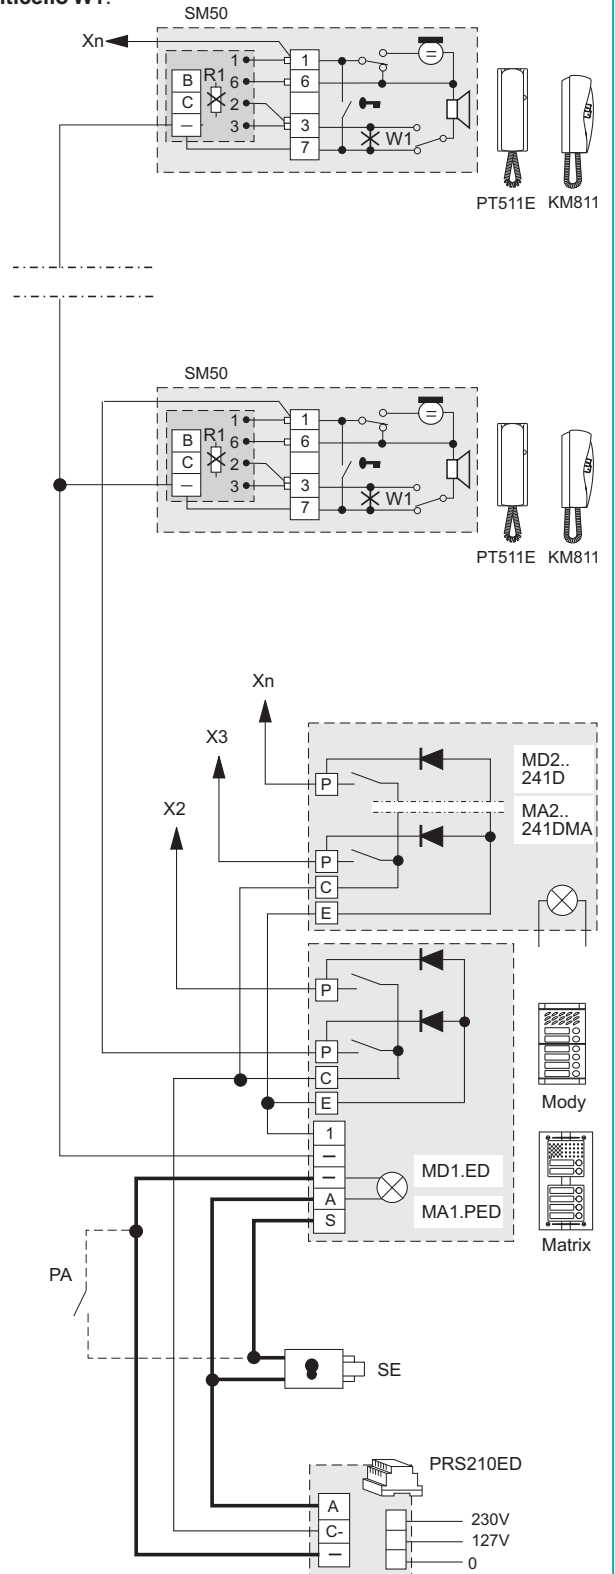 nticello W1.
SM50
Xn
1
6
2
3
B
C
R1
1
6
3
7
W1
PT511E KM811
SM50
1
6
2
3
B
C
R1
1
6
3
7
W1
PT511E KM811
Xn
X3
X2
P
P
C
E
MD2..
241D
MA2..
241DMA
P
P
C
E
1
—
—
A
S
MD1.ED
MA1.PED
Mody
Matrix
PA
SE
PRS210ED
A
C-
—
230V
127V
0